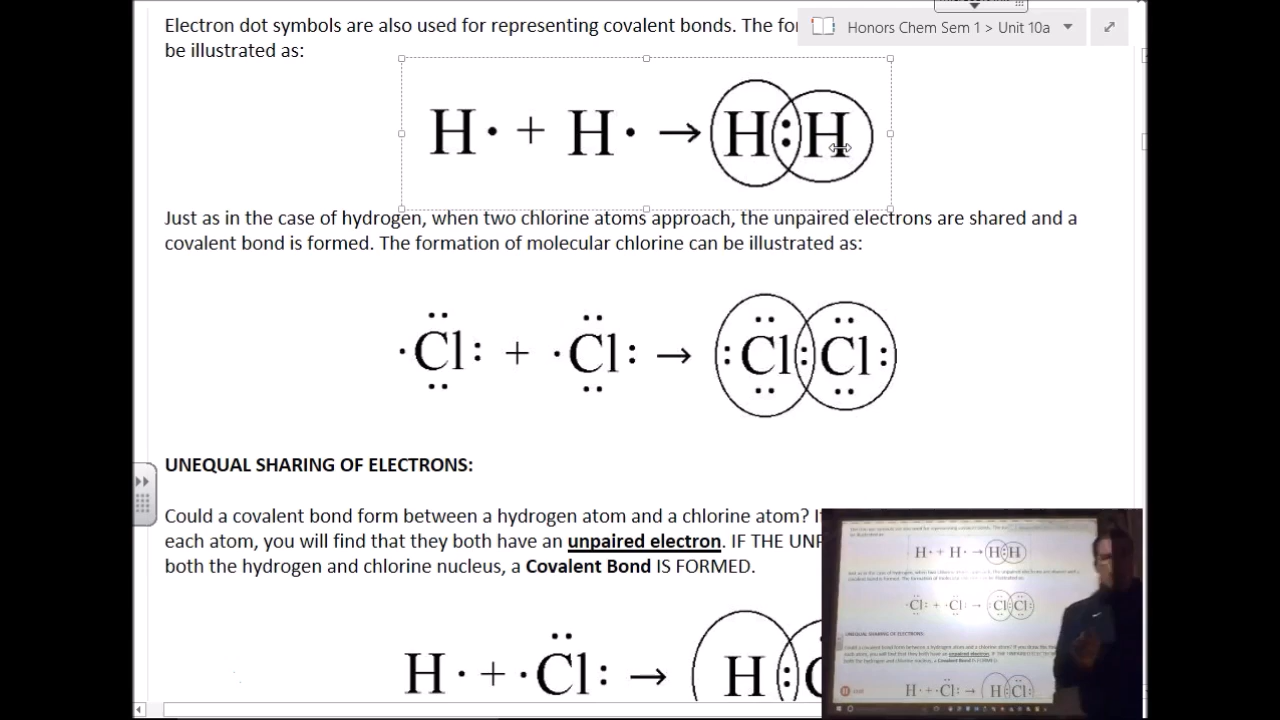 Electron dot symbols are also used for representing covalent bonds. The
Honors Chem Sem 1 > Unit 10a
be illustrated as:
H· + H· → H:H
Just as in the case of hydrogen, when two chlorine atoms approach, the unpaired electrons are shared and a
covalent bond is formed. The formation of molecular chlorine can be illustrated as:
·Cl: + ·Cl: → :Cl:Cl:
UNEQUAL SHARING OF ELECTRONS:
Could a covalent bond form between a hydrogen atom and a chlorine atom?
each atom, you will find that they both have an unpaired electron. IF THE
both the hydrogen and chlorine nucleus, a Covalent Bond IS FORMED.
H· + ·Cl: → H: